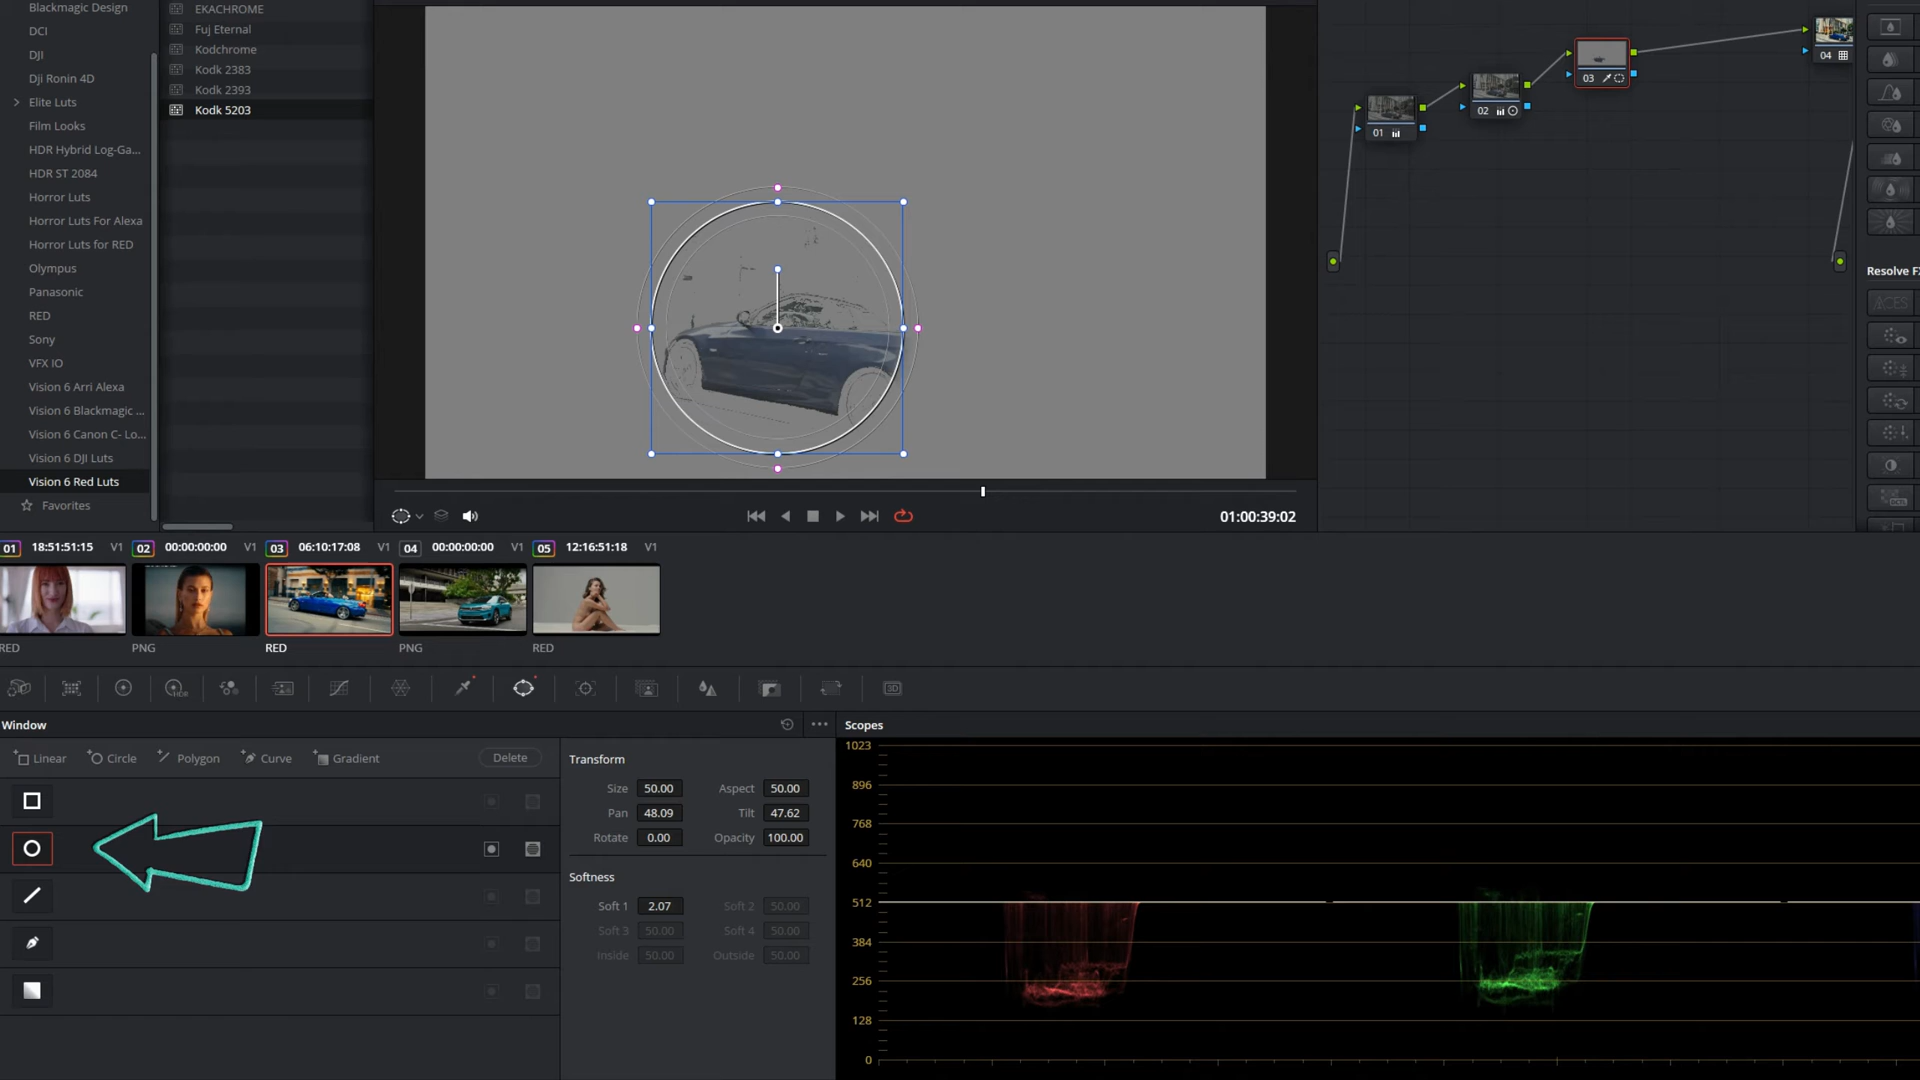 Blackmagic Design
DCI
DJI
Dji Ronin 4D
Elite Luts
Film Looks
HDR Hybrid Log-Ga...
HDR ST 2084
Horror Luts
Horror Luts For Alexa
Horror Luts for RED
Olympus
Panasonic
RED
Sony
VFX IO
Vision 6 Arri Alexa
Vision 6 Blackmagic ...
Vision 6 Canon C- Lo...
Vision 6 DJI Luts
Vision 6 Red Luts
Favorites
EKACHROME
Fuj Eternal
Kodchrome
Kodk 2383
Kodk 2393
Kodk 5203
01:00:39:02
01
02
03
04
Resolve F
ACES
01 18:51:51:15 V1 02 00:00:00:00 V1 03 06:10:17:08 V1 04 00:00:00:00 V1 05 12:16:51:18 V1
RED PNG RED PNG RED
3D
Window
Linear Circle Polygon Curve Gradient Delete
Transform
Size 50.00 Aspect 50.00
Pan 48.09 Tilt 47.62
Rotate 0.00 Opacity 100.00
Softness
Soft 1 2.07 Soft 2 50.00
Soft 3 50.00 Soft 4 50.00
Inside 50.00 Outside 50.00
Scopes
1023
896
768
640
512
384
256
128
0